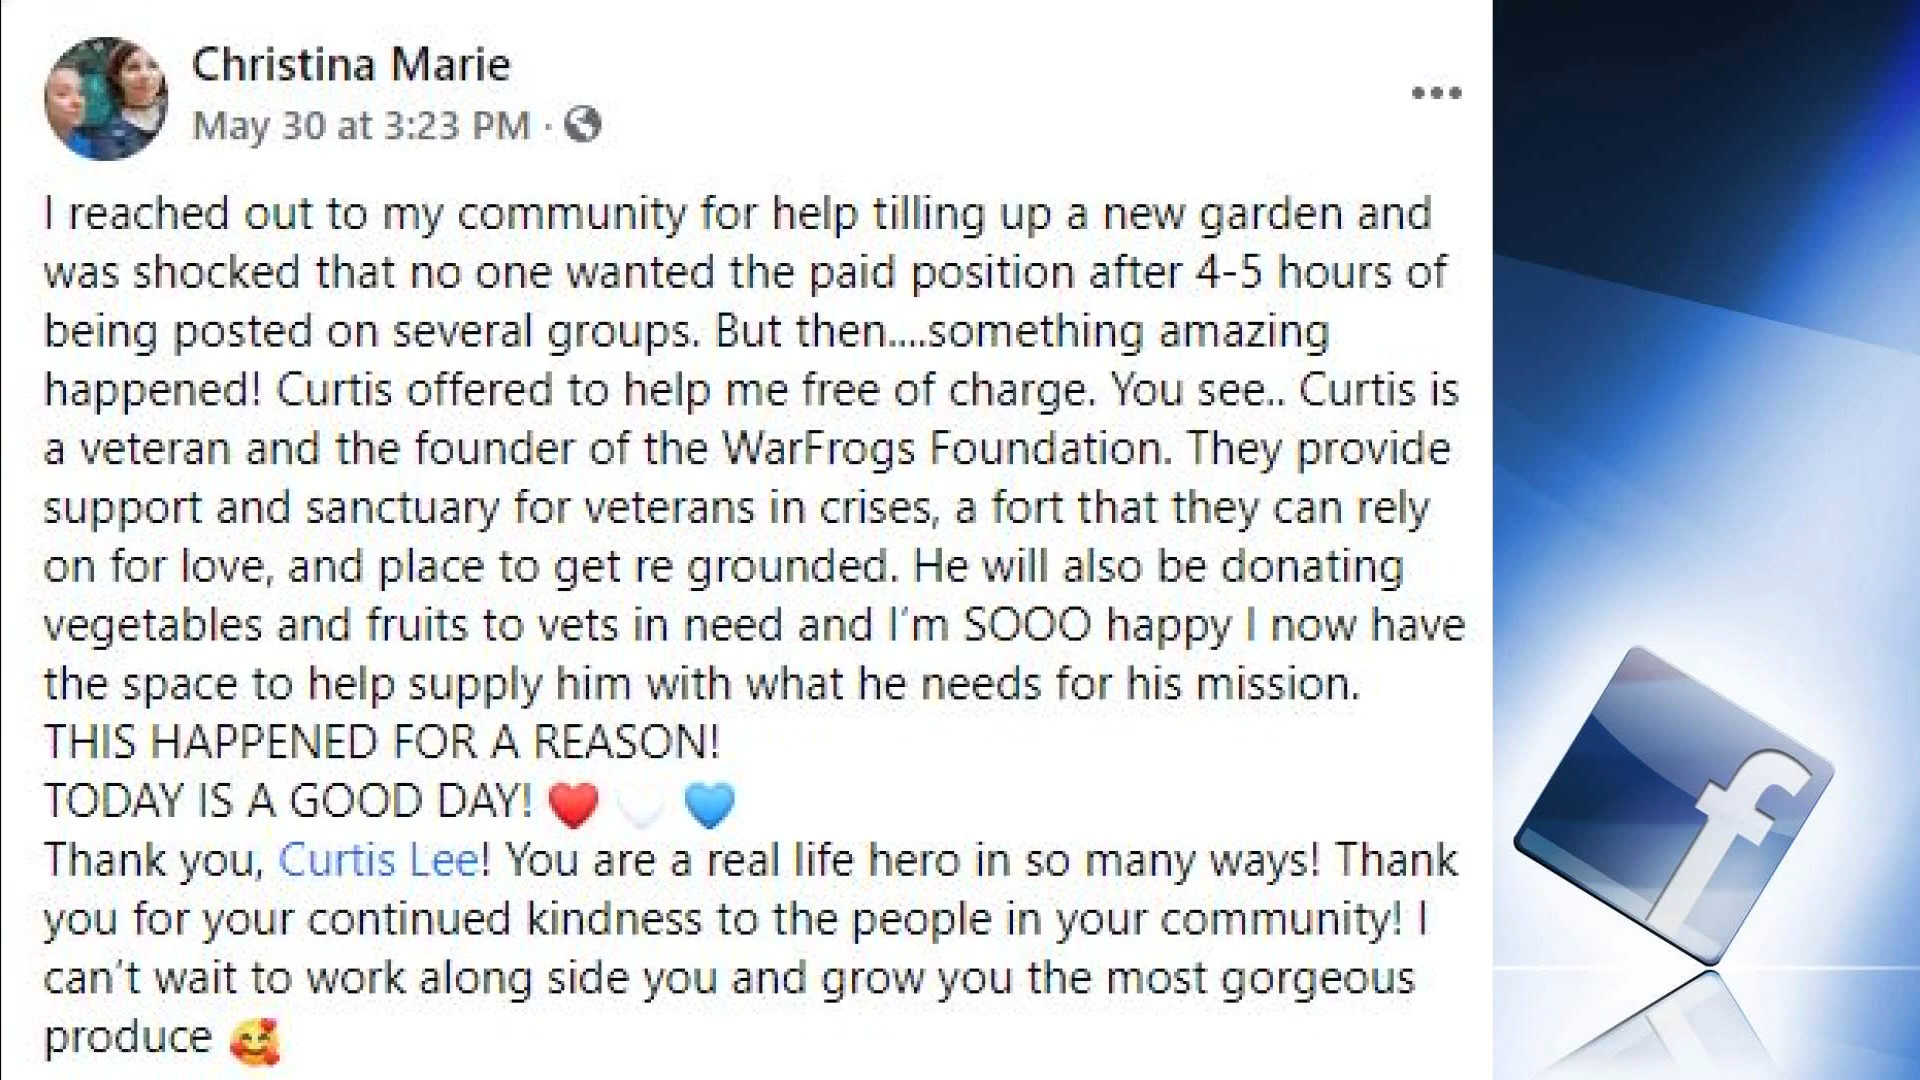 Christina Marie
May 30 at 3:23 PM ·
I reached out to my community for help tilling up a new garden and
was shocked that no one wanted the paid position after 4-5 hours of
being posted on several groups. But then....something amazing
happened! Curtis offered to help me free of charge. You see.. Curtis is
a veteran and the founder of the WarFrogs Foundation. They provide
support and sanctuary for veterans in crises, a fort that they can rely
on for love, and place to get re grounded. He will also be donating
vegetables and fruits to vets in need and I'm SOOO happy I now have
the space to help supply him with what he needs for his mission.
THIS HAPPENED FOR A REASON!
TODAY IS A GOOD DAY! ❤️ 🤍 💙
Thank you, Curtis Lee! You are a real life hero in so many ways! Thank
you for your continued kindness to the people in your community! I
can't wait to work along side you and grow you the most gorgeous
produce 🥰
f